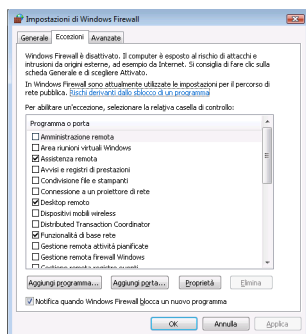 Impostazioni di Windows Firewall
Generale Eccezioni Avanzate
Windows Firewall è disattivato. Il computer è esposto al rischio di attacchi e
intrusioni da origini esterne, ad esempio da Internet. Si consiglia di fare clic sulla
scheda Generale e di scegliere Attivato.
In Windows Firewall sono attualmente utilizzate le impostazioni per il percorso di
rete pubblica. Rischi derivanti dallo sblocco di un programma
Per abilitare un'eccezione, selezionare la relativa casella di controllo:
Programma o porta
Amministrazione remota
Area riunioni virtuali Windows
Assistenza remota
Avvisi e registri di prestazioni
Condivisione file e stampanti
Connessione a un proiettore di rete
Desktop remoto
Dispositivi mobili wireless
Distributed Transaction Coordinator
Funzionalità di base rete
Gestione remota attività pianificate
Gestione remota firewall Windows
Gestione remota registro eventi
Aggiungi programma... Aggiungi porta... Proprietà Elimina
Notifica quando Windows Firewall blocca un nuovo programma
OK Annulla Applica